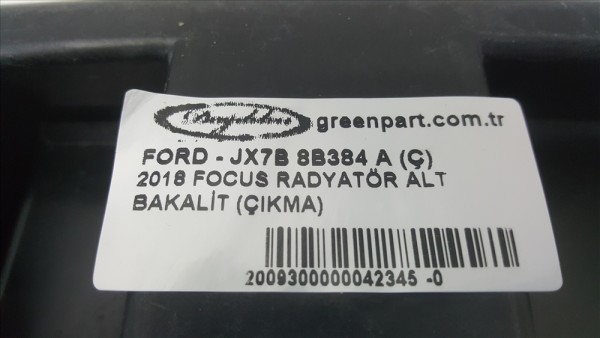 greenpart.com.tr
FORD - JX7B 8B384 A (Ç)
2018 FOCUS RADYATÖR ALT
BAKALİT (ÇIKMA)
2009300000042345 -0